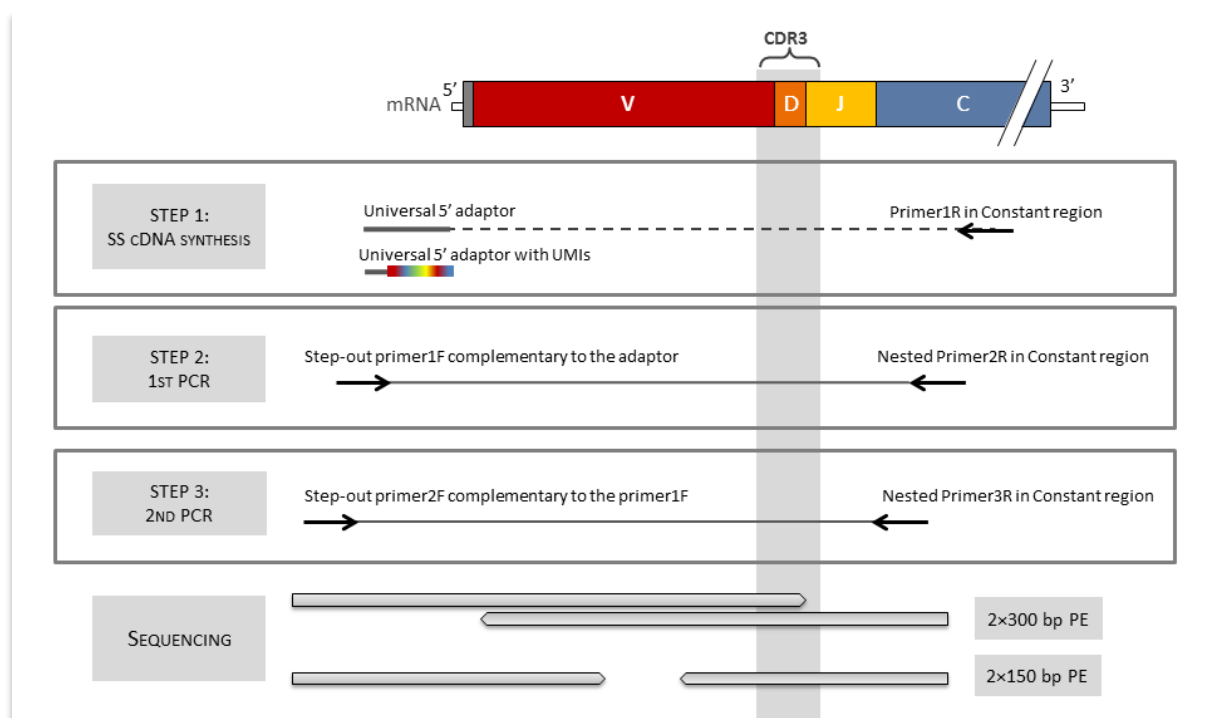 CDR3
5’
3’
mRNA
V
D
J
C
STEP 1:
SS CDNA SYNTHESIS
Universal 5’ adaptor
Primer1R in Constant region
Universal 5’ adaptor with UMIs
STEP 2:
1ST PCR
Step-out primer1F complementary to the adaptor
Nested Primer2R in Constant region
STEP 3:
2ND PCR
Step-out primer2F complementary to the primer1F
Nested Primer3R in Constant region
SEQUENCING
2×300 bp PE
2×150 bp PE